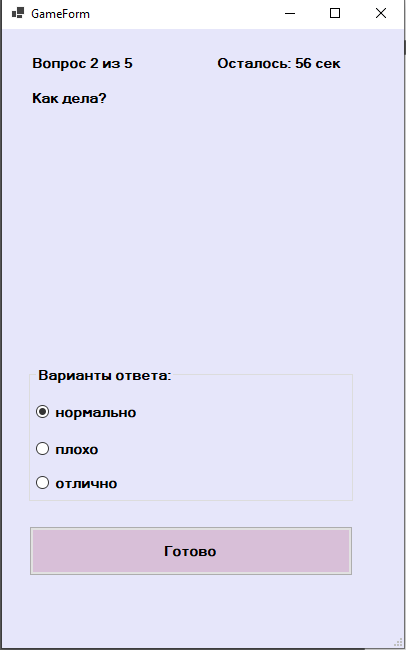 GameForm
Вопрос 2 из 5 Осталось: 56 сек
Как дела?
Варианты ответа:
нормально
плохо
отлично
Готово